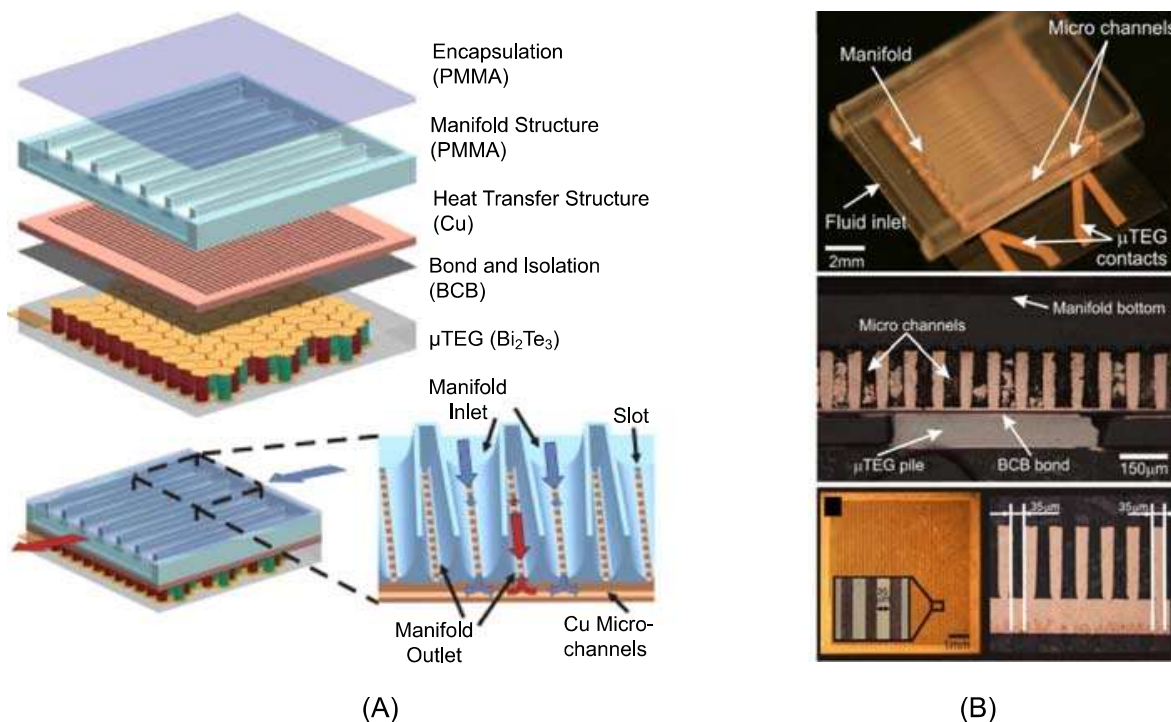 Encapsulation
(PMMA)
Manifold Structure
(PMMA)
Heat Transfer Structure
(Cu)
Bond and Isolation
(BCB)
µTEG (Bi₂Te₃)
Manifold
Inlet
Slot
Manifold
Outlet
Cu Micro-
channels
(A)
Micro channels
Manifold
Fluid inlet
2mm
µTEG
contacts
Manifold bottom
Micro channels
µTEG pile
BCB bond
150µm
1mm
35µm
35µm
(B)